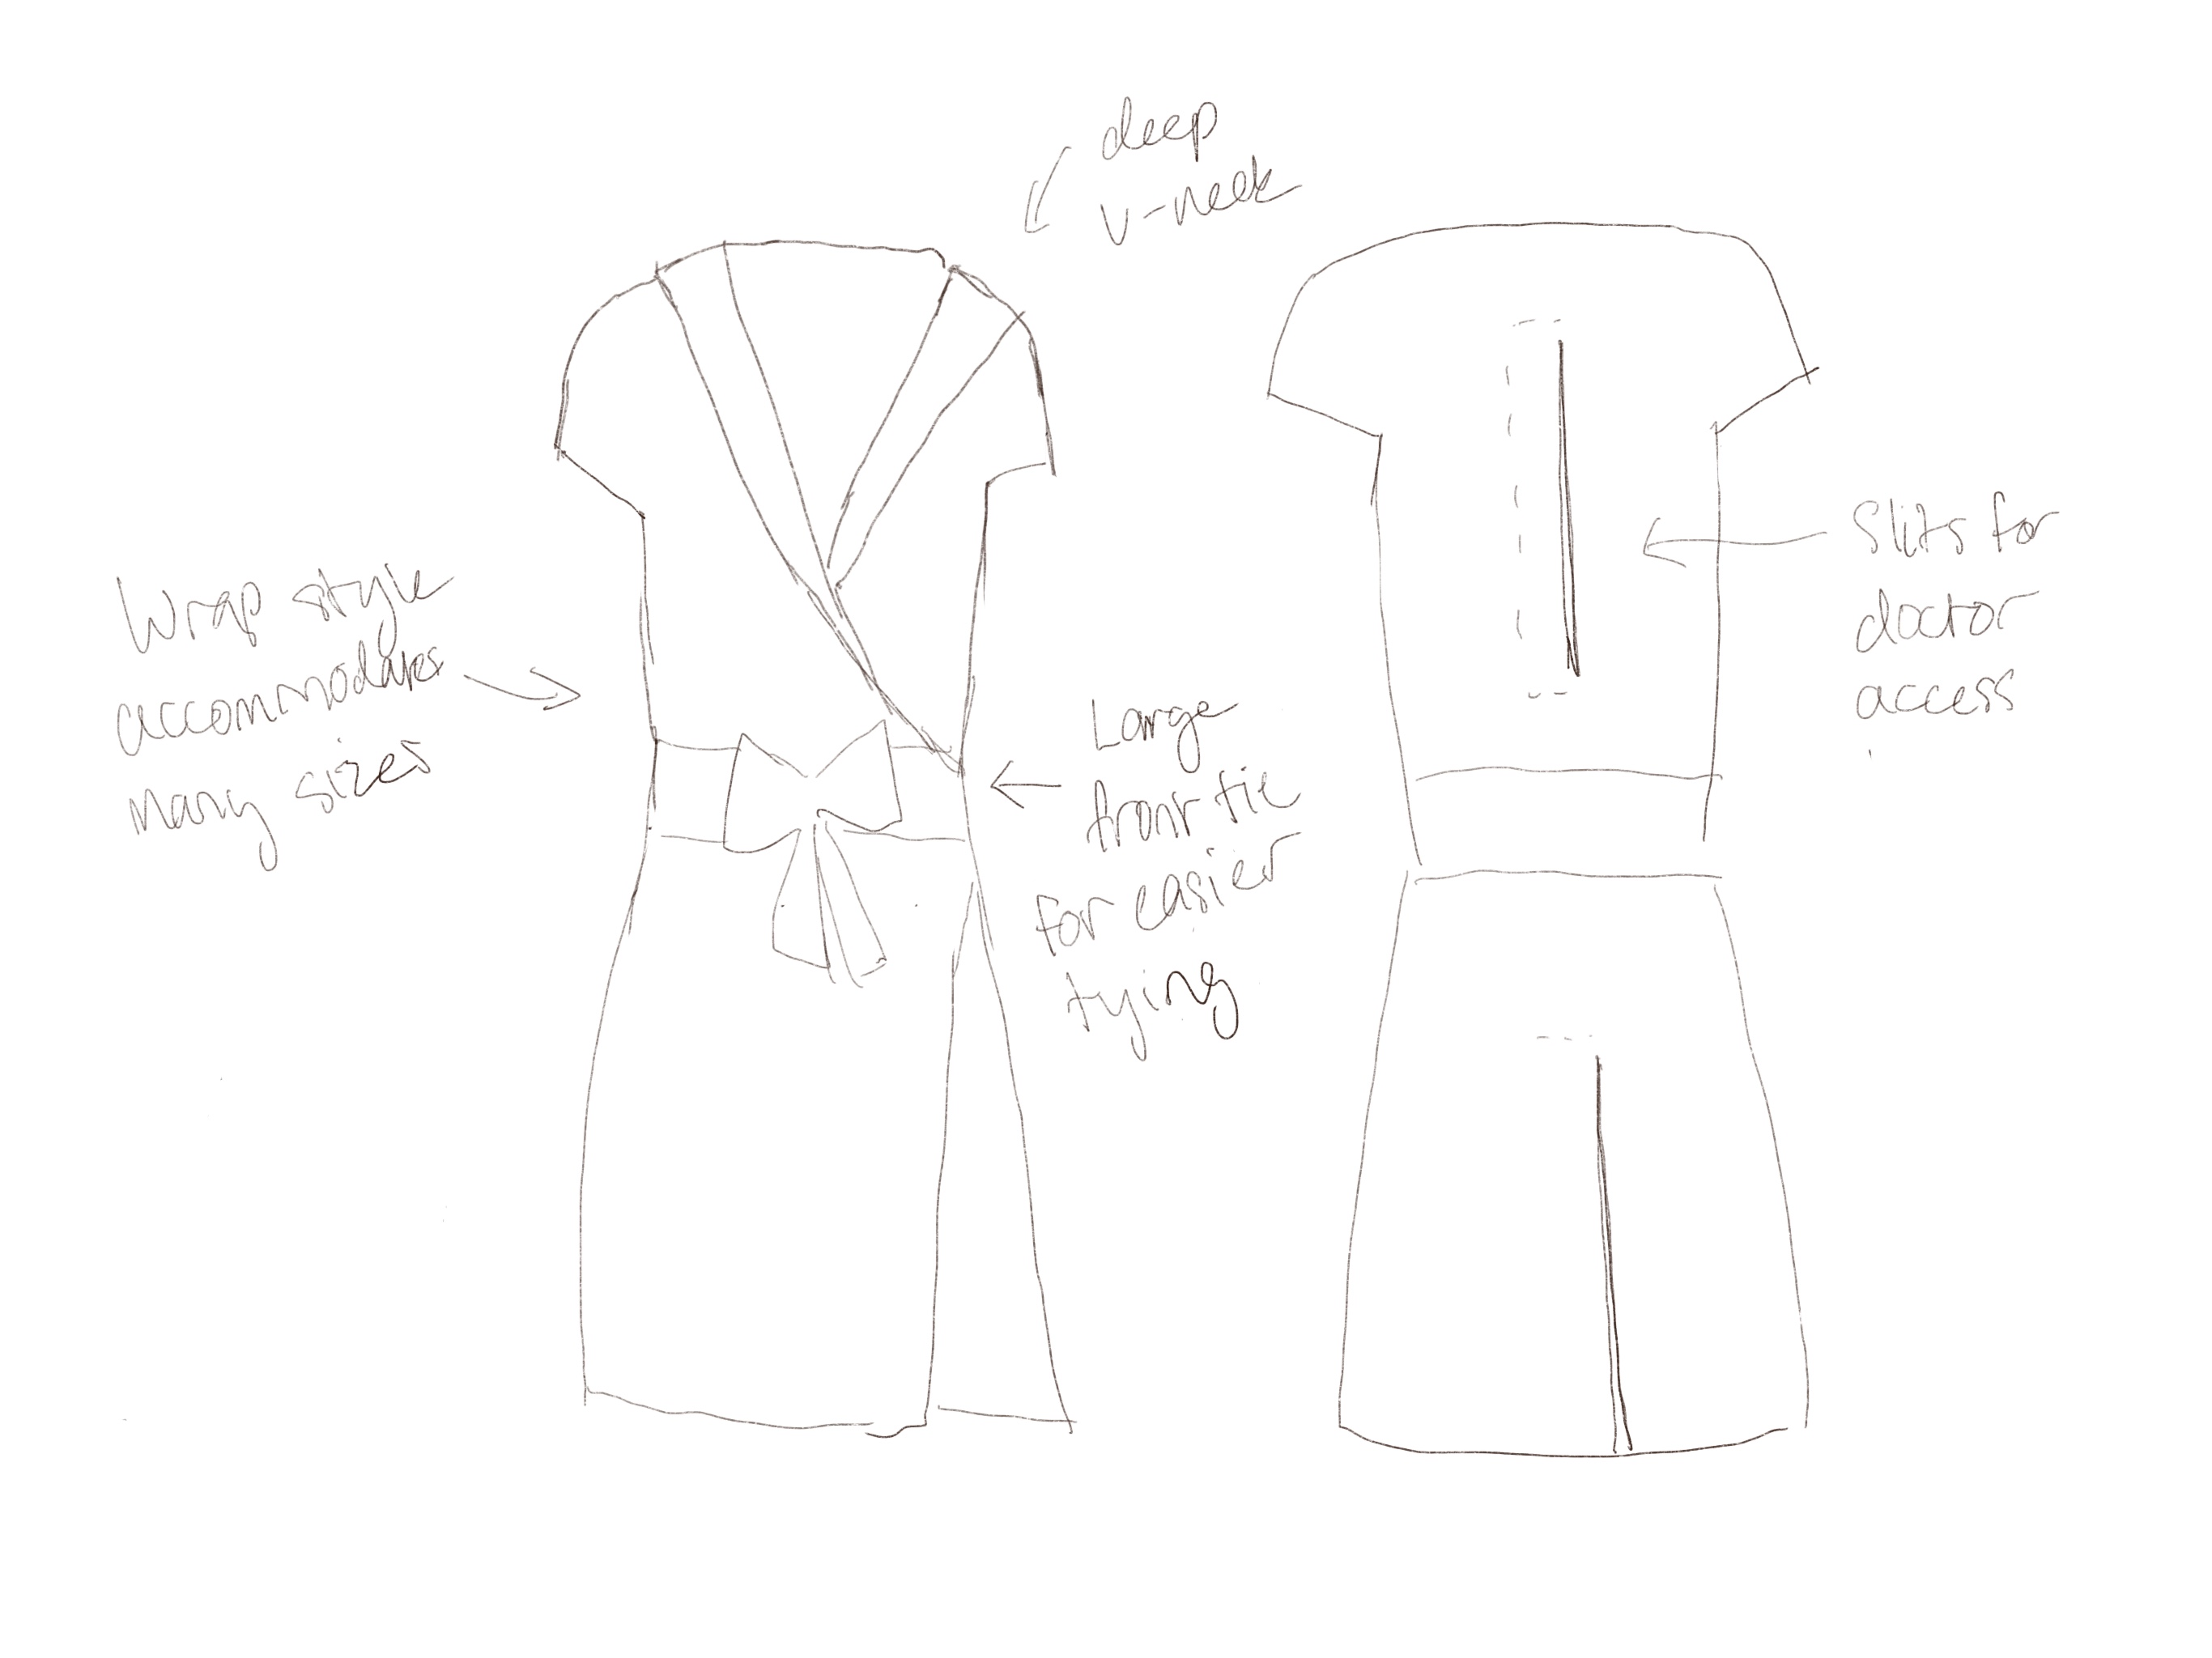 deep
v-neck
Wrap style
accommodates
many sizes
Large
front tie
for easier
tying
Slits for
doctor
access